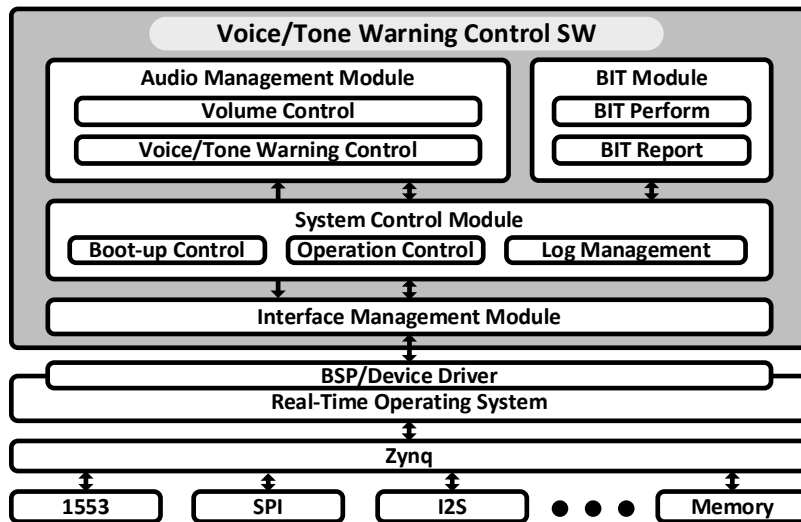 Voice/Tone Warning Control SW
Audio Management Module
Volume Control
Voice/Tone Warning Control
BIT Module
BIT Perform
BIT Report
System Control Module
Boot-up Control
Operation Control
Log Management
Interface Management Module
BSP/Device Driver
Real-Time Operating System
Zynq
1553
SPI
I2S
Memory